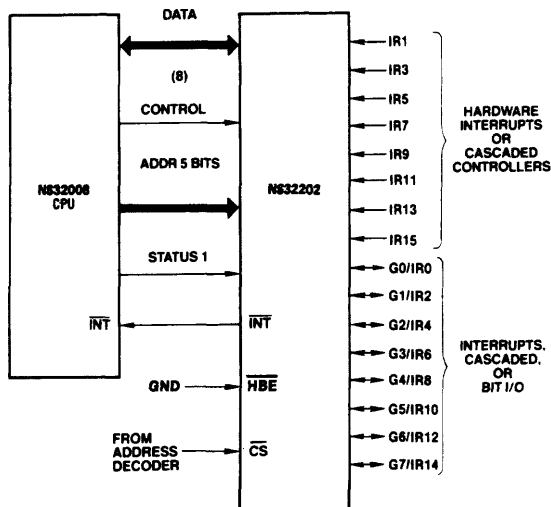 DATA
(8)
CONTROL
ADDR 5 BITS
NS32008
CPU
STATUS 1
INT
NS32202
INT
GND
HBE
FROM
ADDRESS
DECODER
CS
IR1
IR3
IR5
IR7
IR9
IR11
IR13
IR15
HARDWARE
INTERRUPTS
OR
CASCADED
CONTROLLERS
G0/IR0
G1/IR2
G2/IR4
G3/IR6
G4/IR8
G5/IR10
G6/IR12
G7/IR14
INTERRUPTS,
CASCADED,
OR
BIT I/O